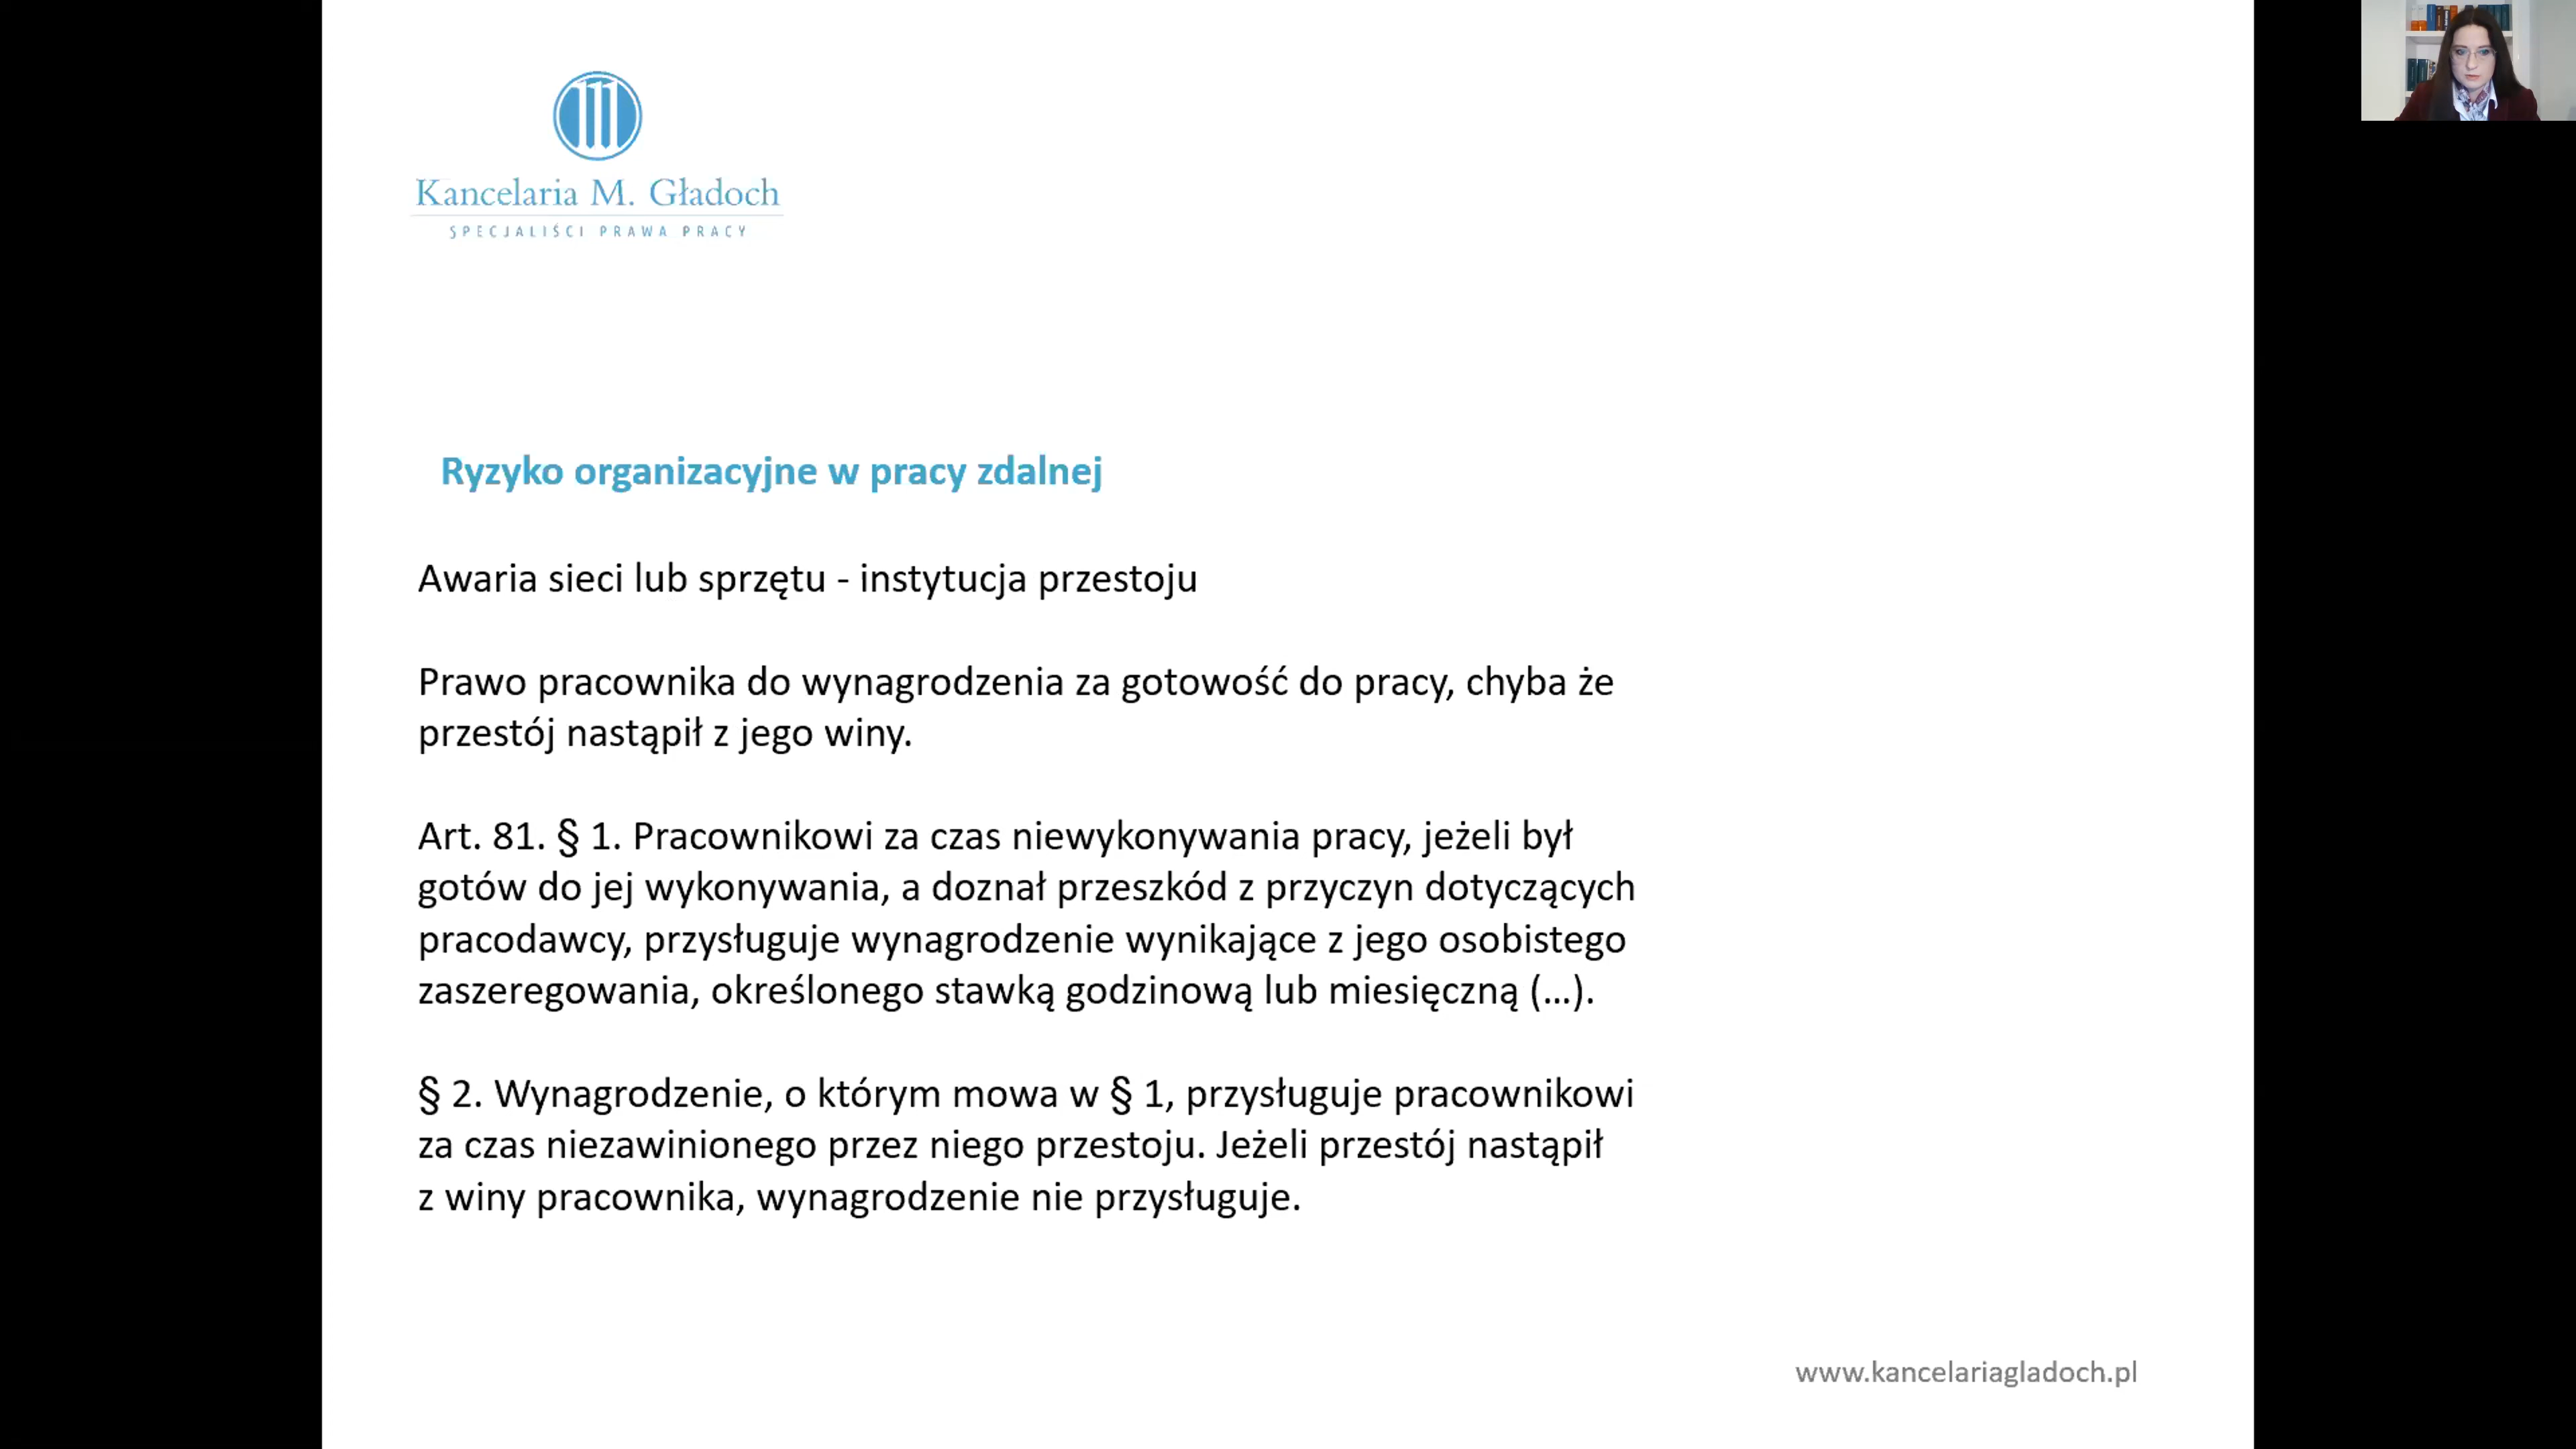 Kancelaria M. Gładoch
SPECJALIŚCI PRAWA PRACY
Ryzyko organizacyjne w pracy zdalnej
Awaria sieci lub sprzętu - instytucja przestoju
Prawo pracownika do wynagrodzenia za gotowość do pracy, chyba że
przestój nastąpił z jego winy.
Art. 81. § 1. Pracownikowi za czas niewykonywania pracy, jeżeli był
gotów do jej wykonywania, a doznał przeszkód z przyczyn dotyczących
pracodawcy, przysługuje wynagrodzenie wynikające z jego osobistego
zaszeregowania, określonego stawką godzinową lub miesięczną (…).
§ 2. Wynagrodzenie, o którym mowa w § 1, przysługuje pracownikowi
za czas niezawinionego przez niego przestoju. Jeżeli przestój nastąpił
z winy pracownika, wynagrodzenie nie przysługuje.
www.kancelariagladoch.pl